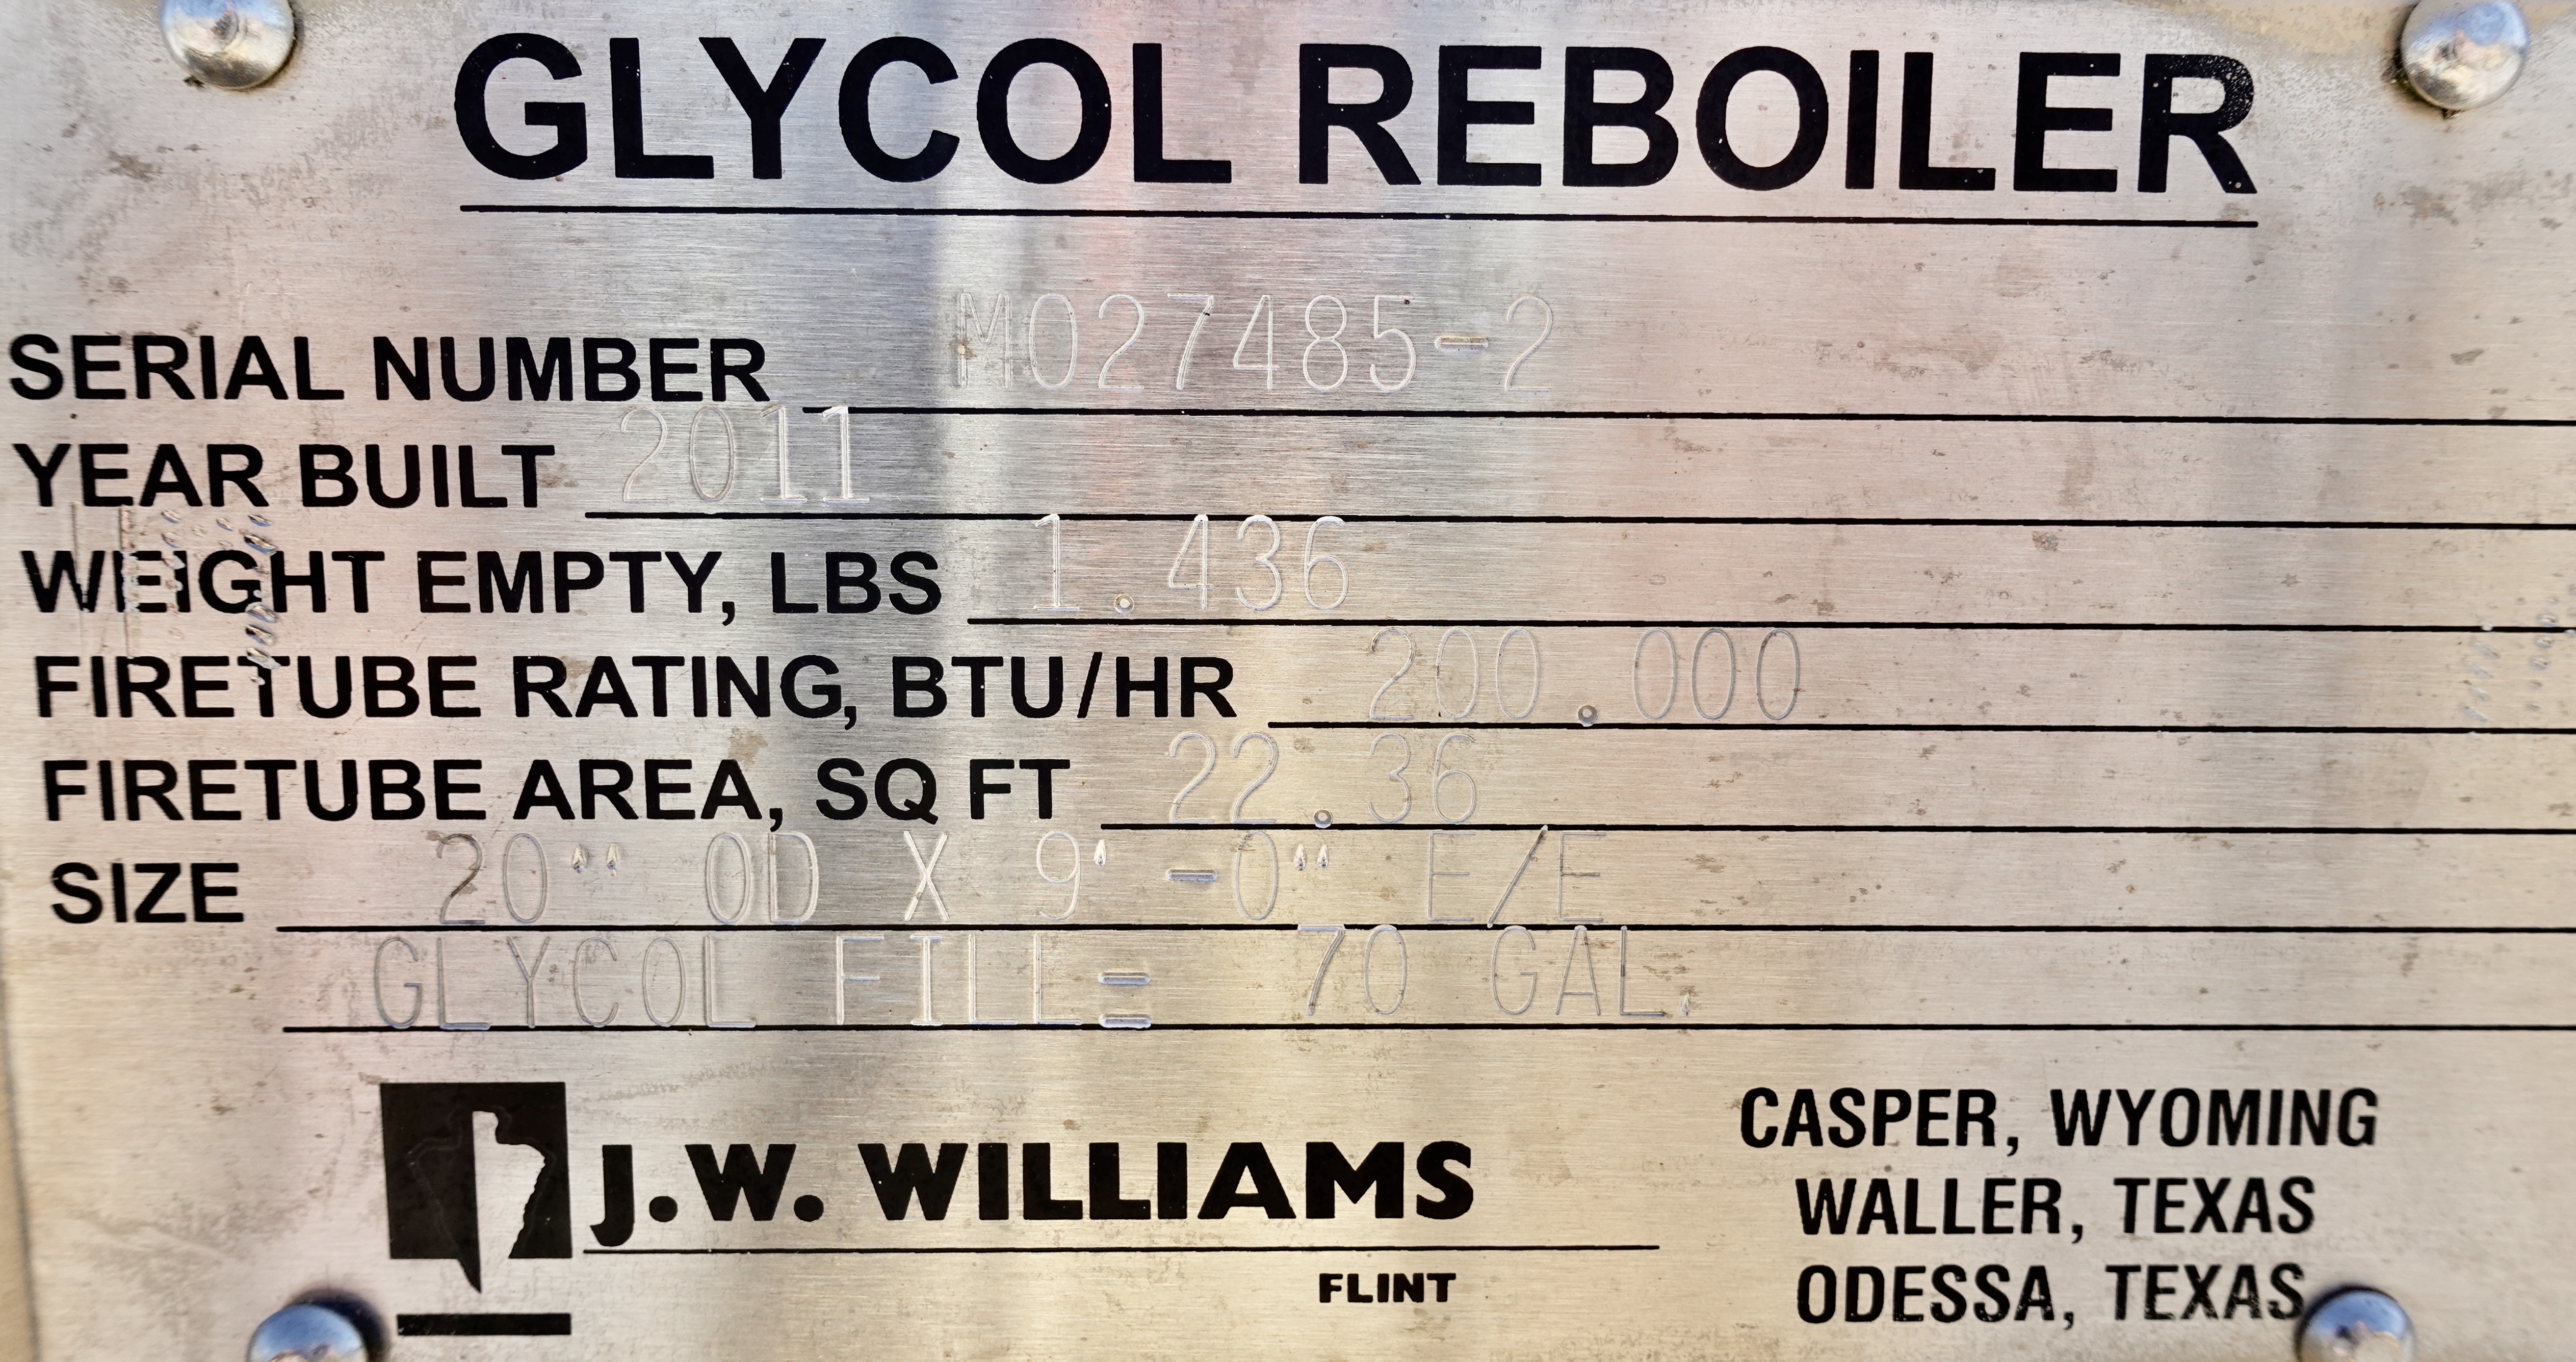 GLYCOL REBOILER
SERIAL NUMBER M027485-2
YEAR BUILT 2011
WEIGHT EMPTY, LBS 1.436
FIRETUBE RATING, BTU/HR 200.000
FIRETUBE AREA, SQ FT 22.36
SIZE 20" OD X 9'-0" E/E
GLYCOL FILL= 70 GAL.
J.W. WILLIAMS
FLINT
CASPER, WYOMING
WALLER, TEXAS
ODESSA, TEXAS